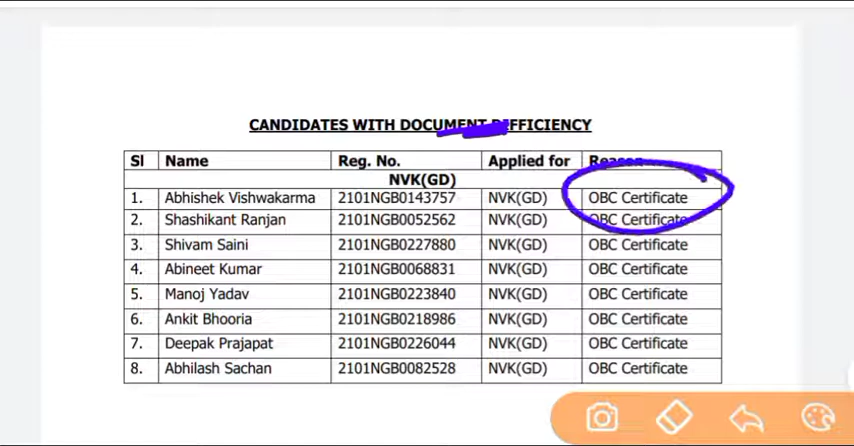 CANDIDATES WITH DOCUMENT DEFFICIENCY
Sl Name Reg. No. Applied for Reason
NVK(GD)
1. Abhishek Vishwakarma 2101NGB0143757 NVK(GD) OBC Certificate
2. Shashikant Ranjan 2101NGB0052562 NVK(GD) OBC Certificate
3. Shivam Saini 2101NGB0227880 NVK(GD) OBC Certificate
4. Abineet Kumar 2101NGB0068831 NVK(GD) OBC Certificate
5. Manoj Yadav 2101NGB0223840 NVK(GD) OBC Certificate
6. Ankit Bhooria 2101NGB0218986 NVK(GD) OBC Certificate
7. Deepak Prajapat 2101NGB0226044 NVK(GD) OBC Certificate
8. Abhilash Sachan 2101NGB0082528 NVK(GD) OBC Certificate